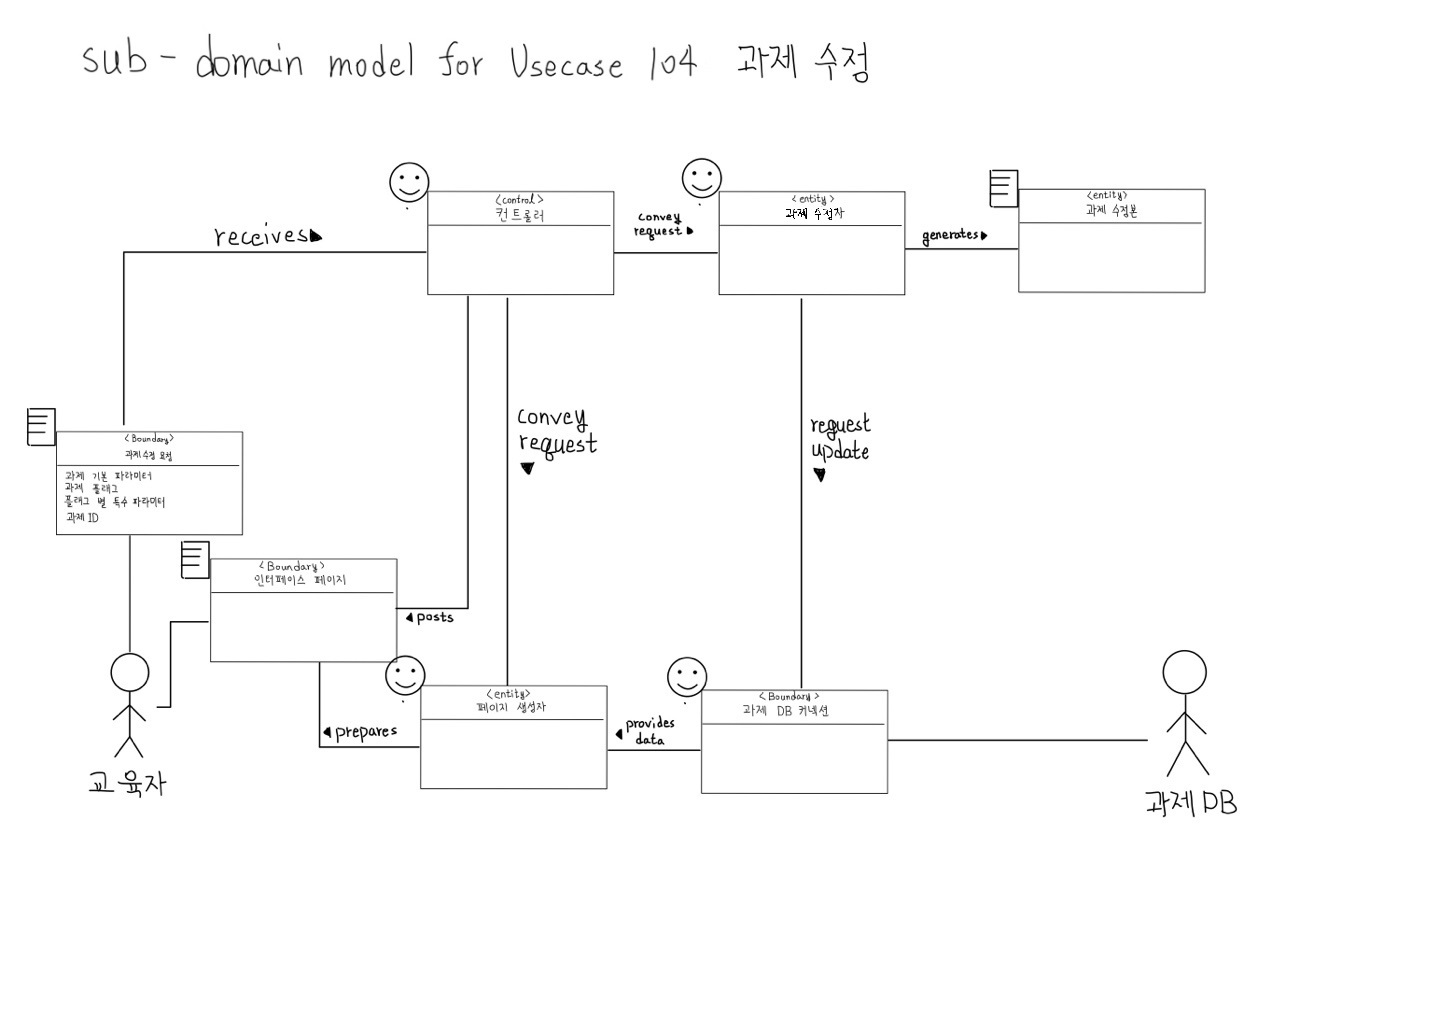 sub - domain model for Usecase 104 과제 수정
<control>
컨트롤러
<entity>
과제 수정자
<entity>
과제 수정본
receives▶
convey
request ▶
generates▶
<Boundary>
과제 수정 요청
과제 기본 파라미터
과제 플래그
플래그 별 특수 파라미터
과제 ID
convey
request
▼
request
update
▼
<Boundary>
인터페이스 페이지
◀ posts
<entity>
페이지 생성자
<Boundary>
과제 DB 커넥션
◀ prepares
◀ provides
data
교육자
과제 DB